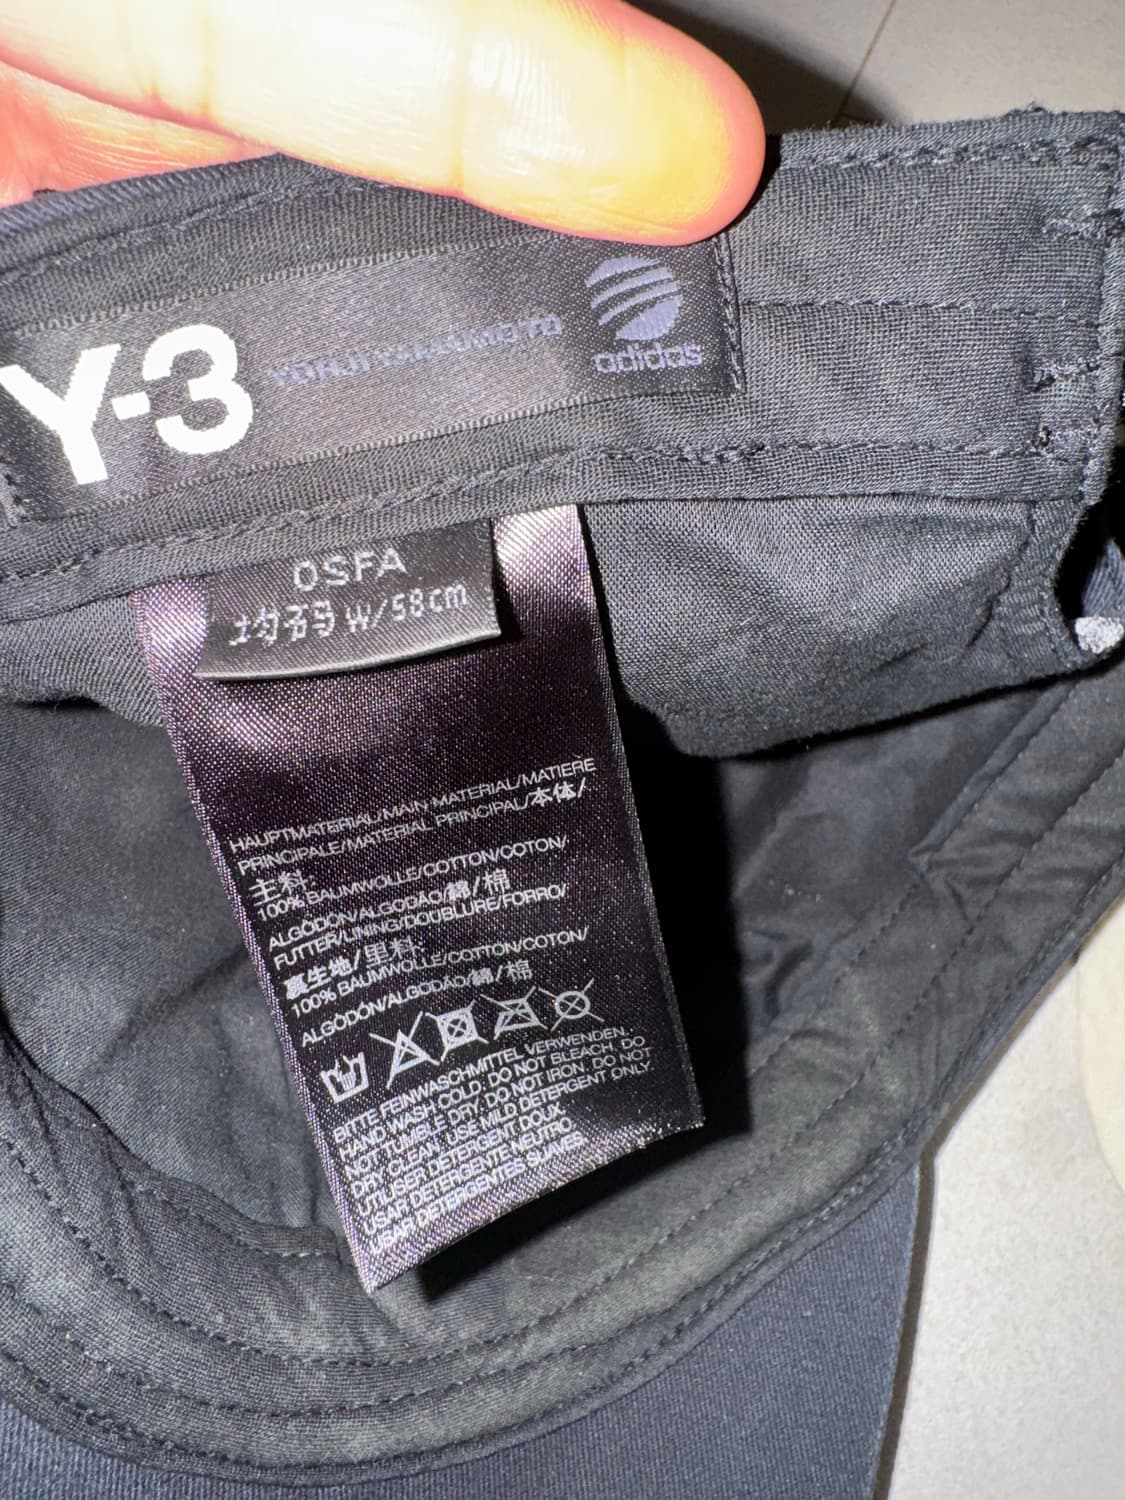 Y-3 YOHJI YAMAMOTO adidas
OSFA
均碼 W/58cm
HAUPTMATERIAL/MAIN MATERIAL/MATIERE
PRINCIPALE/MATERIAL PRINCIPAL/本体/
主料:
100% BAUMWOLLE/COTTON/COTON/
ALGODÓN/ALGODÃO/綿/棉
FUTTER/LINING/DOUBLURE/FORRO/
裏生地/里料:
100% BAUMWOLLE/COTTON/COTON/
ALGODÓN/ALGODÃO/綿/棉
BITTE FEINWASCHMITTEL VERWENDEN.
HAND WASH COLD. DO NOT BLEACH. DO
NOT TUMBLE DRY. DO NOT IRON. DO NOT
DRY CLEAN. USE MILD DETERGENT ONLY.
UTILISER DETERGENT DOUX.
USAR DETERGENTE NEUTRO.
USAR DETERGENTES SUAVES.